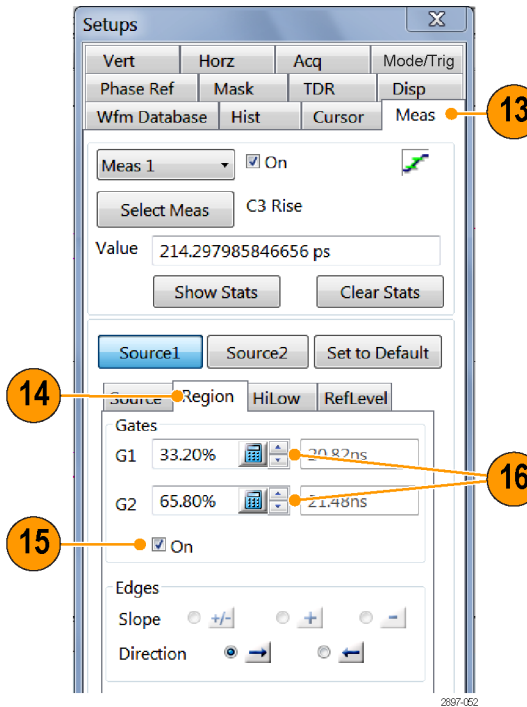 Setups
Vert Horz Acq Mode/Trig
Phase Ref Mask TDR Disp
Wfm Database Hist Cursor Meas
13
Meas 1 On
Select Meas C3 Rise
Value 214.297985846656 ps
Show Stats Clear Stats
Source1 Source2 Set to Default
14
Source Region HiLow RefLevel
Gates
G1 33.20% 20.82ns
16
G2 65.80% 21.48ns
15
On
Edges
Slope +/- + -
Direction
2897-052